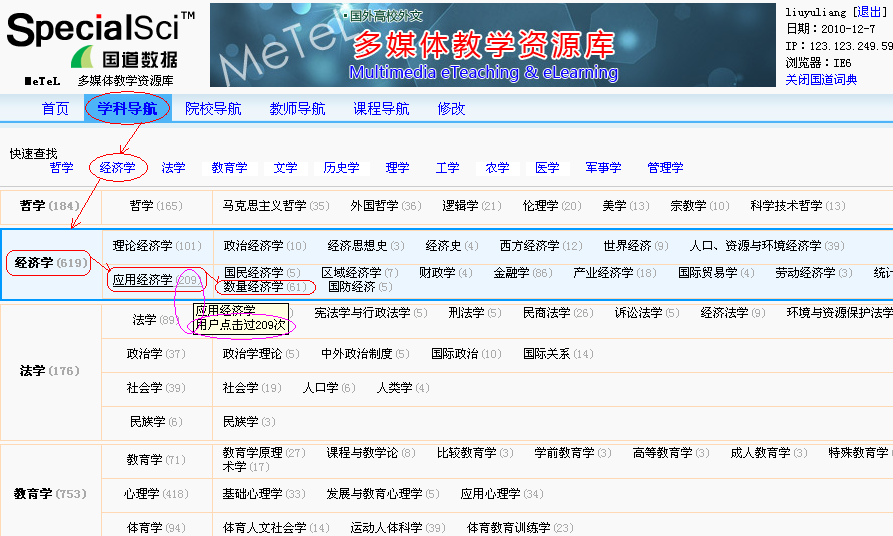 SpecialSci™
国道数据
MeTeL 多媒体教学资源库
MeTeL
国外高校外文
多媒体教学资源库
Multimedia eTeaching & eLearning
liuyuliang [退出]
日期:2010-12-7
IP:123.123.249.59
浏览器:IE6
关闭国道词典
首页 学科导航 院校导航 教师导航 课程导航 修改
快速查找
哲学 经济学 法学 教育学 文学 历史学 理学 工学 农学 医学 军事学 管理学
哲学(184) 哲学(165) 马克思主义哲学(35) 外国哲学(36) 逻辑学(21) 伦理学(20) 美学(13) 宗教学(10) 科学技术哲学(13)
经济学(619) 理论经济学(101) 政治经济学(10) 经济思想史(3) 经济史(4) 西方经济学(12) 世界经济(9) 人口、资源与环境经济学(39)
应用经济学(209) 国民经济学(5) 区域经济学(7) 财政学(4) 金融学(86) 产业经济学(18) 国际贸易学(4) 劳动经济学(3) 统计
数量经济学(61) 国防经济(5)
应用经济学
用户点击过209次
法学(176) 法学(89) 宪法学与行政法学(5) 刑法学(5) 民商法学(26) 诉讼法学(5) 经济法学(9) 环境与资源保护法学
政治学(37) 政治学理论(5) 中外政治制度(5) 国际政治(10) 国际关系(14)
社会学(39) 社会学(19) 人口学(6) 人类学(4)
民族学(6) 民族学(3)
教育学(753) 教育学(71) 教育学原理(27) 课程与教学论(8) 比较教育学(3) 学前教育学(3) 高等教育学(3) 成人教育学(3) 特殊教育学(
术学(17)
心理学(418) 基础心理学(33) 发展与教育心理学(5) 应用心理学(34)
体育学(94) 体育人文社会学(14) 运动人体科学(39) 体育教育训练学(23)